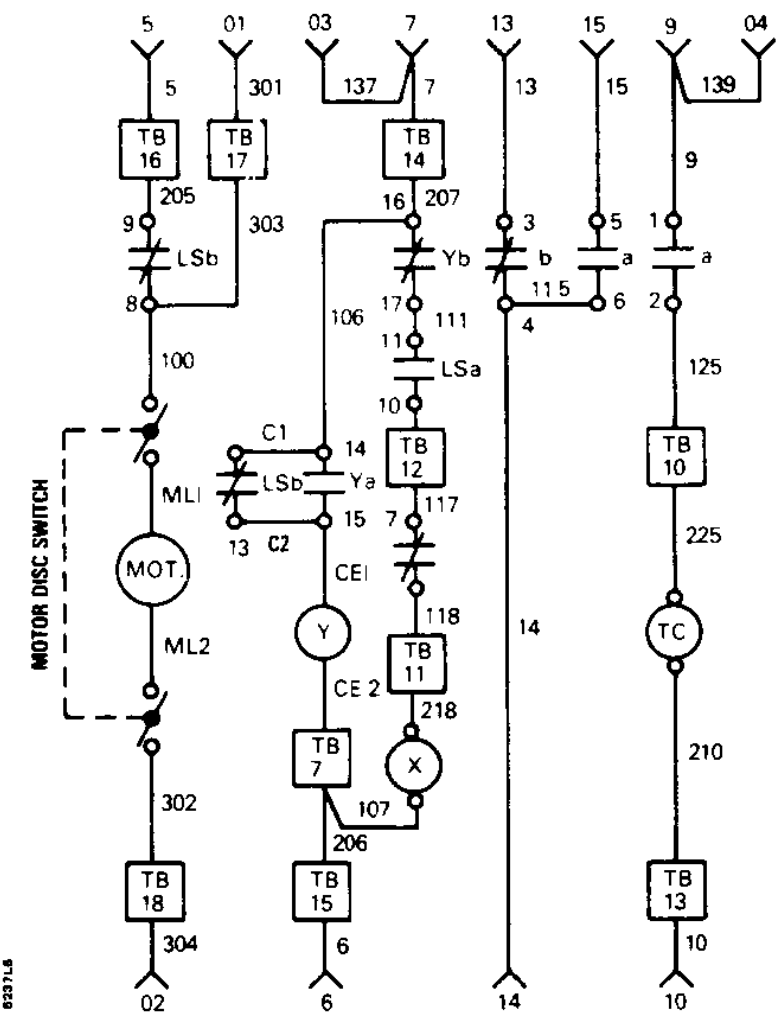 5 01 03 7 13 15 9 04
137 139
5 301 7 13 15
TB 16
TB 17
TB 14
9
205 16 207
9 303 3 5 1
LSb Yb b a a
8 106 17 111 115 6 2
4
11
100 LSa 125
10
C1 14 TB 12 TB 10
LSb Ya
ML1 117
13 C2 15 7 225
MOTOR DISC SWITCH
MOT. CE1
118 14
Y TC
ML2 CE2 TB 11
218
TB 7 X 210
302 107
206
TB 18 TB 15 TB 13
304 6 10
02 6 14 10
6237L6